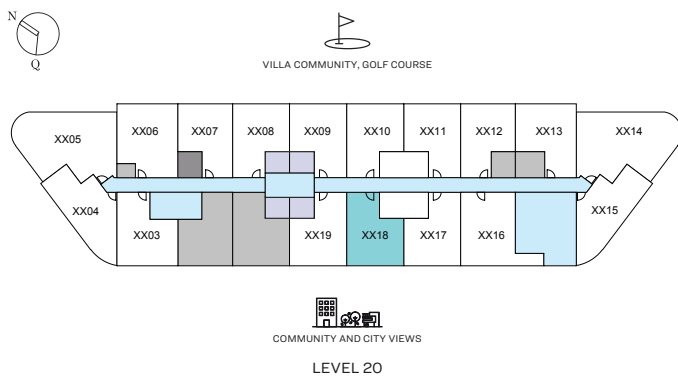 N
Q
VILLA COMMUNITY, GOLF COURSE
XX05
XX06
XX07
XX08
XX09
XX10
XX11
XX12
XX13
XX14
XX04
XX03
XX19
XX18
XX17
XX16
XX15
COMMUNITY AND CITY VIEWS
LEVEL 20